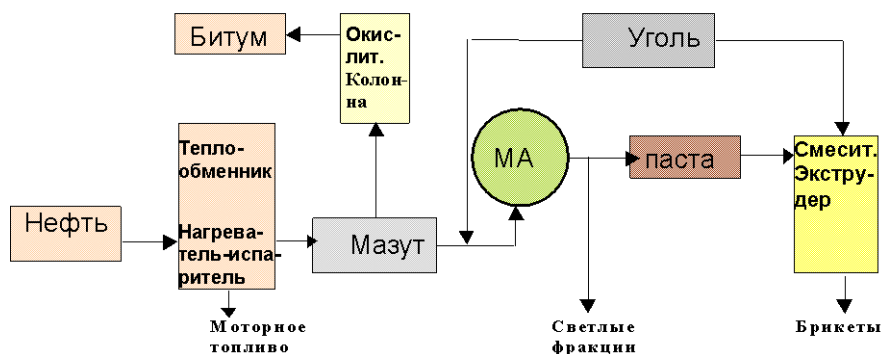 Битум
Окис-
лит.
Колон-
на
Уголь
Тепло-
обменник
Нагрева-
тель-испа-
ритель
МА
паста
Смесит.
Экстру-
дер
Нефть
Мазут
Моторное
топливо
Светлые
фракции
Брикеты